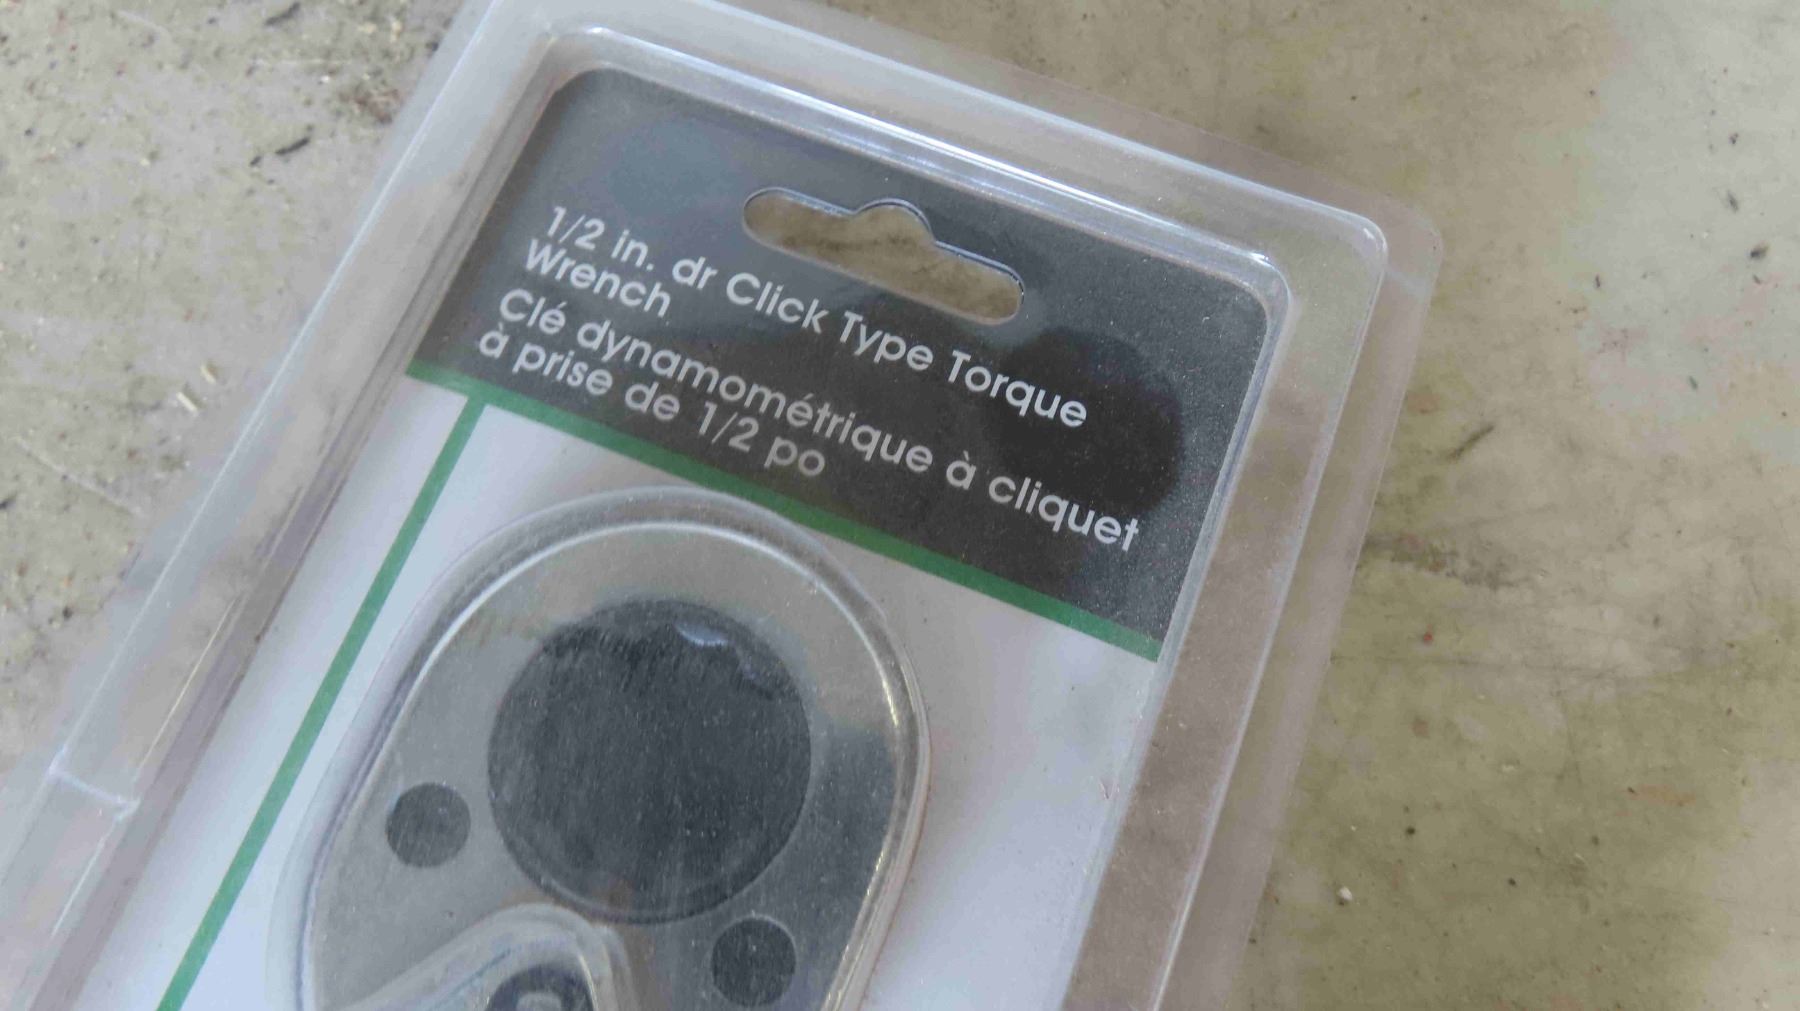 1/2 in. dr Click Type Torque
Wrench
Clé dynamométrique à cliquet
à prise de 1/2 po